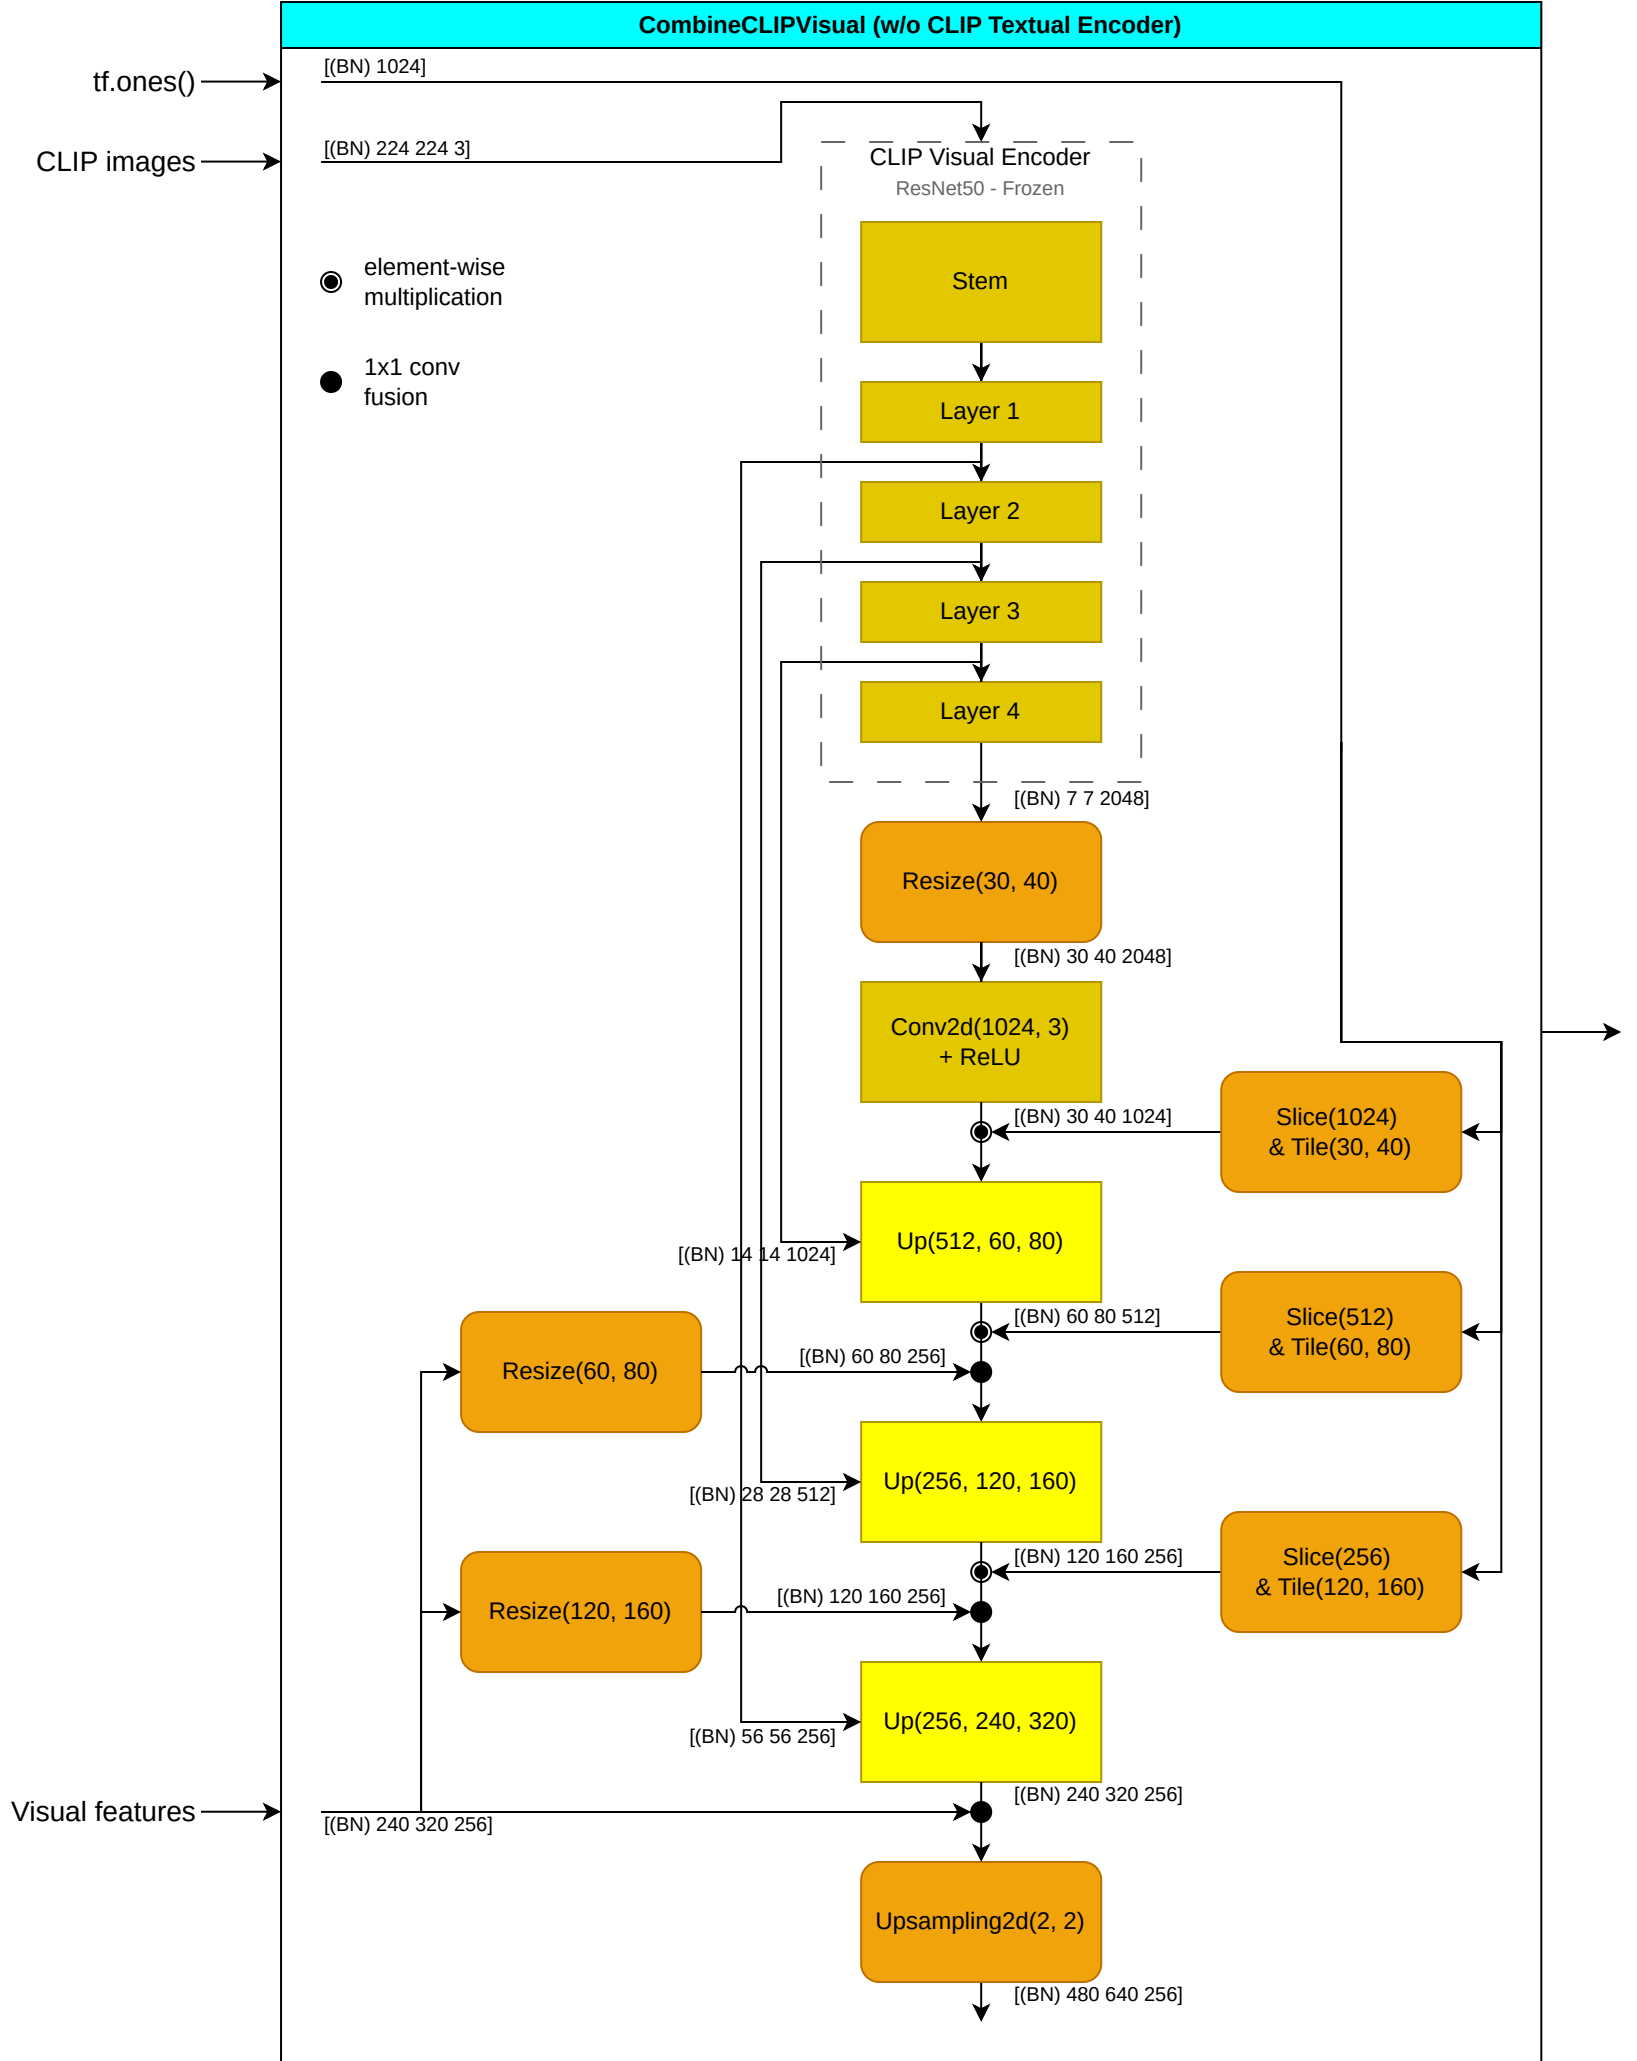 CombineCLIPVisual (w/o CLIP Textual Encoder)
tf.ones()
[(BN) 1024]
CLIP images
[(BN) 224 224 3]
CLIP Visual Encoder
ResNet50 - Frozen
element-wise
multiplication
1x1 conv
fusion
Stem
Layer 1
Layer 2
Layer 3
Layer 4
[(BN) 7 7 2048]
Resize(30, 40)
[(BN) 30 40 2048]
Conv2d(1024, 3)
+ ReLU
[(BN) 30 40 1024]
Slice(1024)
& Tile(30, 40)
Up(512, 60, 80)
[(BN) 14 14 1024]
[(BN) 60 80 512]
Slice(512)
& Tile(60, 80)
Resize(60, 80)
[(BN) 60 80 256]
Up(256, 120, 160)
[(BN) 28 28 512]
[(BN) 120 160 256]
Slice(256)
& Tile(120, 160)
Resize(120, 160)
[(BN) 120 160 256]
Up(256, 240, 320)
[(BN) 56 56 256]
[(BN) 240 320 256]
Visual features
[(BN) 240 320 256]
Upsampling2d(2, 2)
[(BN) 480 640 256]